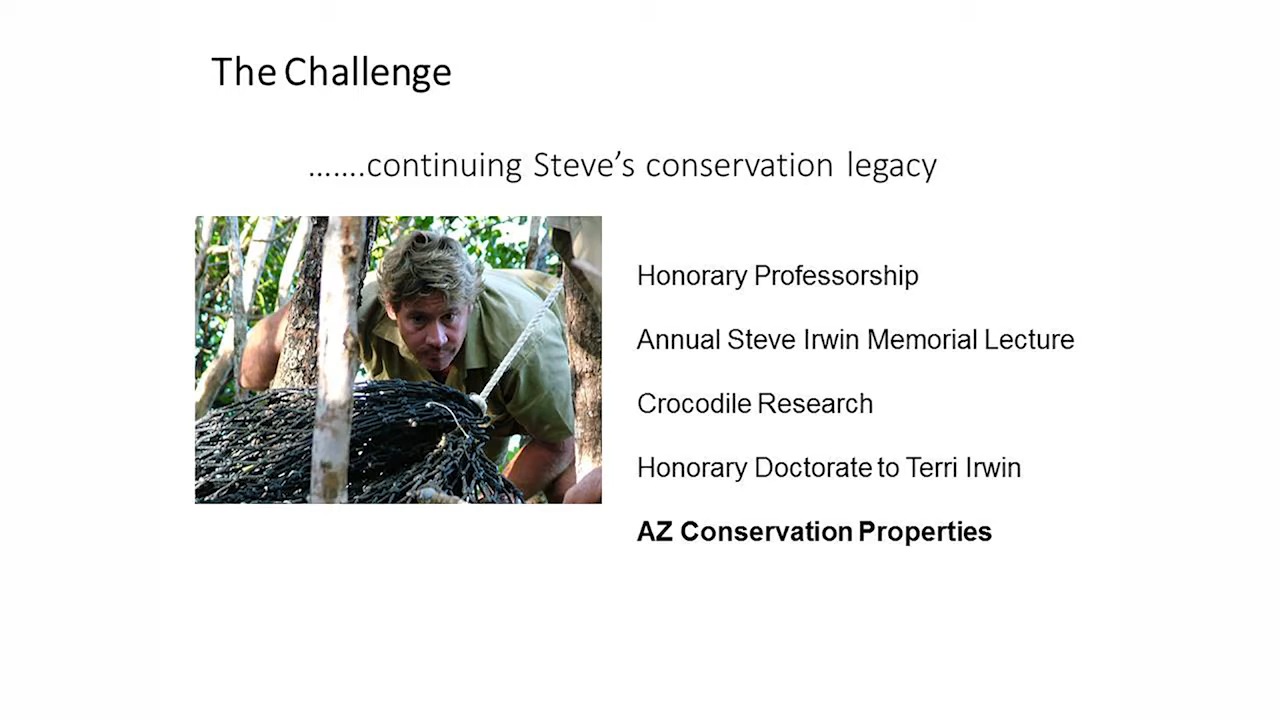 The Challenge
…….continuing Steve’s conservation legacy
Honorary Professorship
Annual Steve Irwin Memorial Lecture
Crocodile Research
Honorary Doctorate to Terri Irwin
AZ Conservation Properties